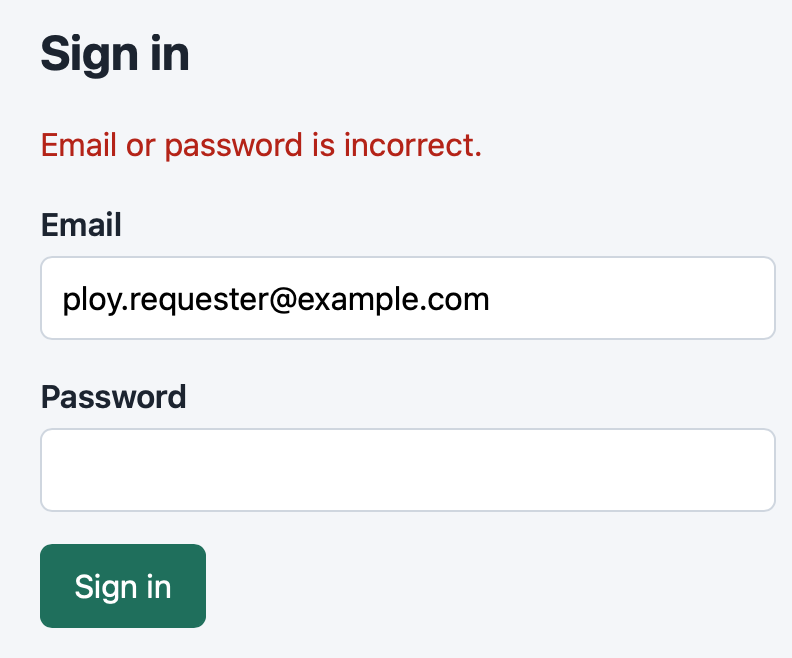 Sign in
Email or password is incorrect.
Email
ploy.requester@example.com
Password
Sign in